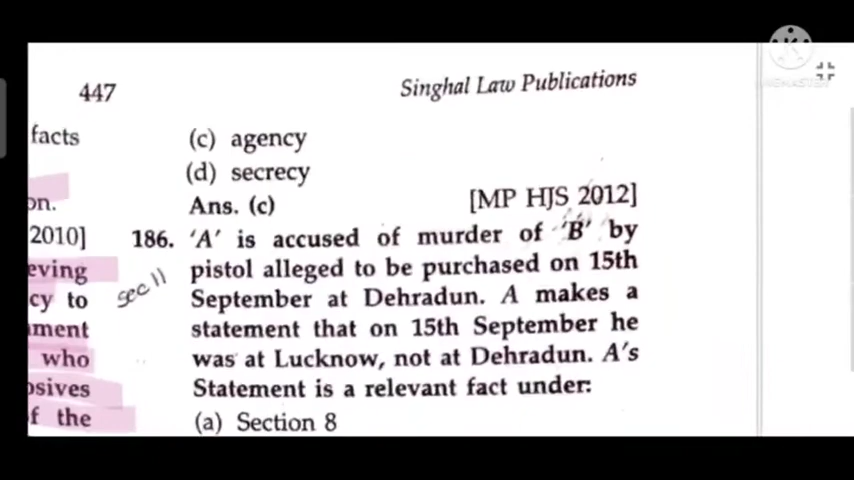 447
Singhal Law Publications
facts
on.
2010]
eving
cy to
ment
who
osives
f the
(c) agency
(d) secrecy
Ans. (c) [MP HJS 2012]
186. 'A' is accused of murder of 'B' by
pistol alleged to be purchased on 15th
sec 11
September at Dehradun. A makes a
statement that on 15th September he
was at Lucknow, not at Dehradun. A's
Statement is a relevant fact under:
(a) Section 8